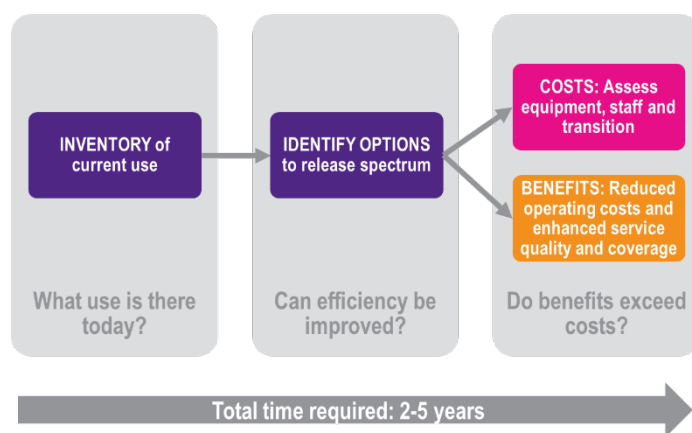 INVENTORY of
current use
What use is there
today?
IDENTIFY OPTIONS
to release spectrum
Can efficiency be
improved?
COSTS: Assess
equipment, staff and
transition
BENEFITS: Reduced
operating costs and
enhanced service
quality and coverage
Do benefits exceed
costs?
Total time required: 2-5 years